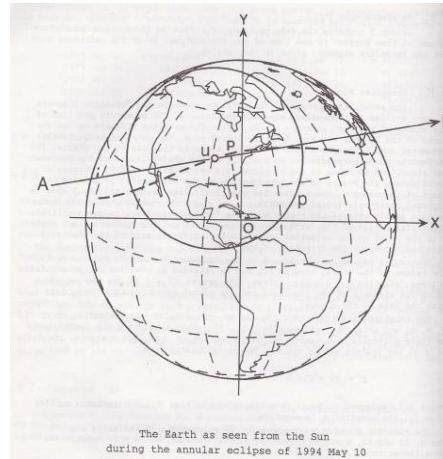 Y
U
P
A
p
X
O
The Earth as seen from the Sun
during the annular eclipse of 1994 May 10